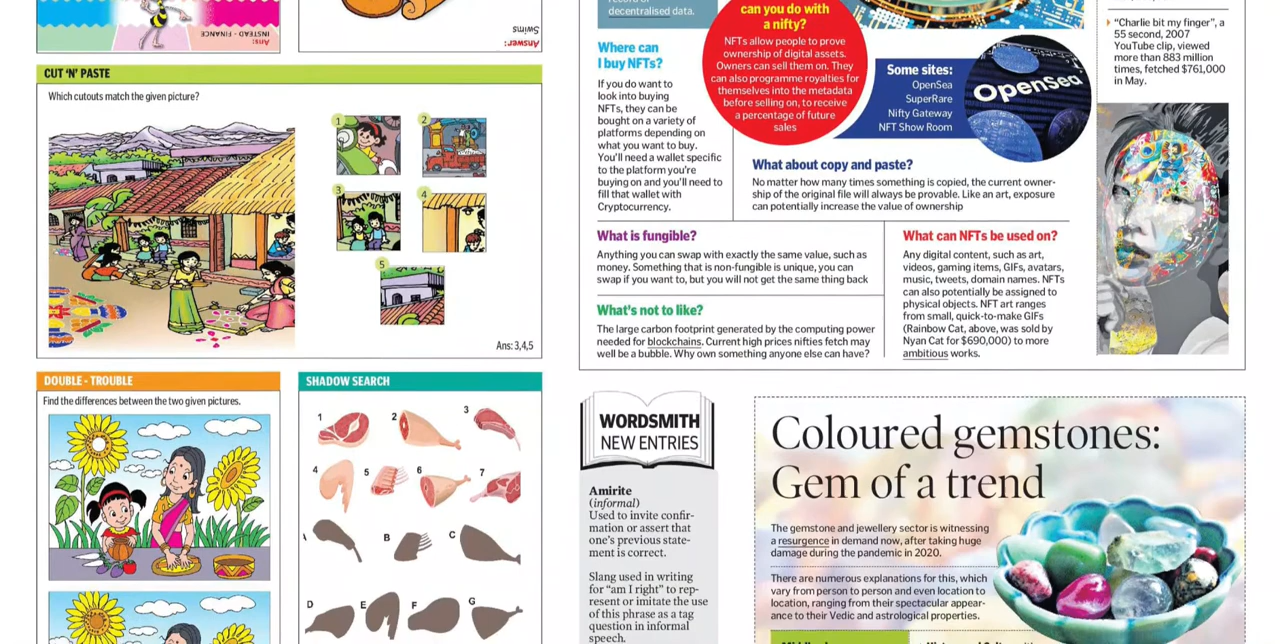 Ans:
INSTEAD - FINANCE
Answer:
Swims
CUT 'N' PASTE
Which cutouts match the given picture?
1
2
3
4
5
Ans: 3,4,5
DOUBLE - TROUBLE
Find the differences between the two given pictures.
SHADOW SEARCH
1
2
3
4
5
6
7
B
C
D
E
F
G
decentralised data.
Where can
I buy NFTs?
If you do want to
look into buying
NFTs, they can be
bought on a variety of
platforms depending on
what you want to buy.
You'll need a wallet specific
to the platform you're
buying on and you'll need to
fill that wallet with
Cryptocurrency.
can you do with
a nifty?
NFTs allow people to prove
ownership of digital assets.
Owners can sell them on. They
can also programme royalties for
themselves into the metadata
before selling on, to receive
a percentage of future
sales
Some sites:
OpenSea
SuperRare
Nifty Gateway
NFT Show Room
OpenSea
What about copy and paste?
No matter how many times something is copied, the current owner-
ship of the original file will always be provable. Like an art, exposure
can potentially increase the value of ownership
What is fungible?
Anything you can swap with exactly the same value, such as
money. Something that is non-fungible is unique, you can
swap if you want to, but you will not get the same thing back
What's not to like?
The large carbon footprint generated by the computing power
needed for blockchains. Current high prices nifties fetch may
well be a bubble. Why own something anyone else can have?
What can NFTs be used on?
Any digital content, such as art,
videos, gaming items, GIFs, avatars,
music, tweets, domain names. NFTs
can also potentially be assigned to
physical objects. NFT art ranges
from small, quick-to-make GIFs
(Rainbow Cat, above, was sold by
Nyan Cat for $690,000) to more
ambitious works.
"Charlie bit my finger", a
55 second, 2007
YouTube clip, viewed
more than 883 million
times, fetched $761,000
in May.
WORDSMITH
NEW ENTRIES
Amirite
(informal)
Used to invite confir-
mation or assert that
one's previous state-
ment is correct.
Slang used in writing
for "am I right" to rep-
resent or imitate the use
of this phrase as a tag
question in informal
speech.
Coloured gemstones:
Gem of a trend
The gemstone and jewellery sector is witnessing
a resurgence in demand now, after taking huge
damage during the pandemic in 2020.
There are numerous explanations for this, which
vary from person to person and even location to
location, ranging from their spectacular appear-
ance to their Vedic and astrological properties.